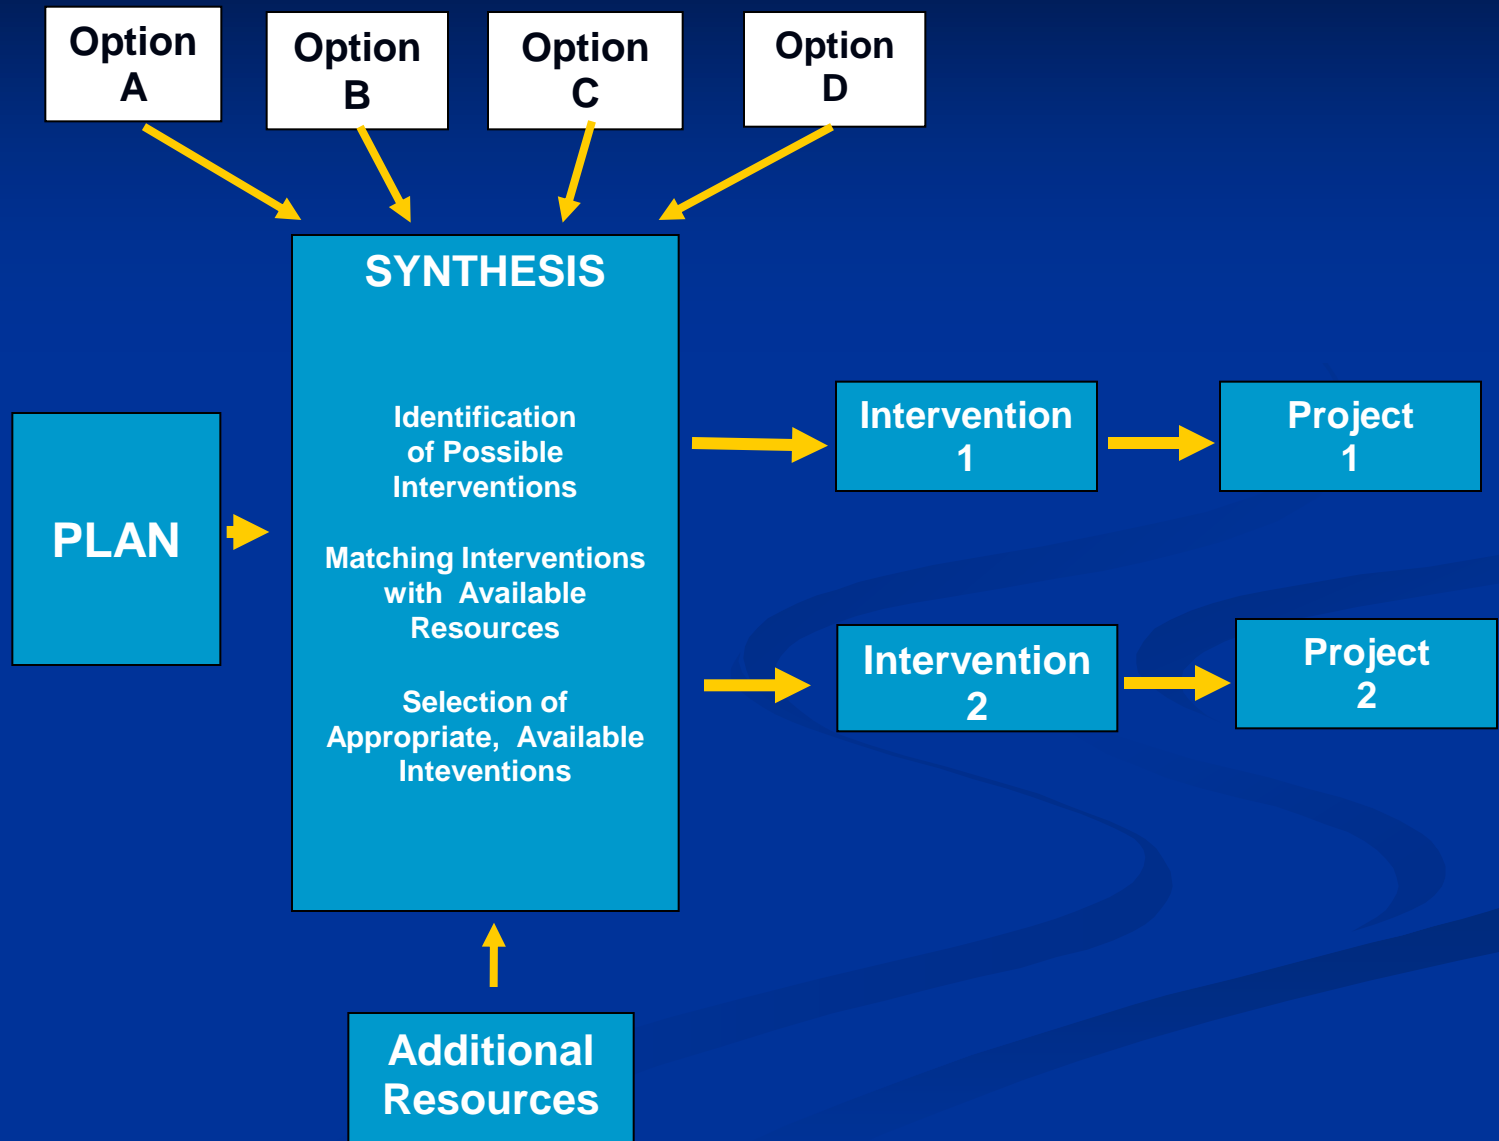 Option
A
Option
B
Option
C
Option
D
SYNTHESIS
Identification
of Possible
Interventions
Matching Interventions
with Available
Resources
Selection of
Appropriate, Available
Inteventions
PLAN
Intervention
1
Project
1
Intervention
2
Project
2
Additional
Resources